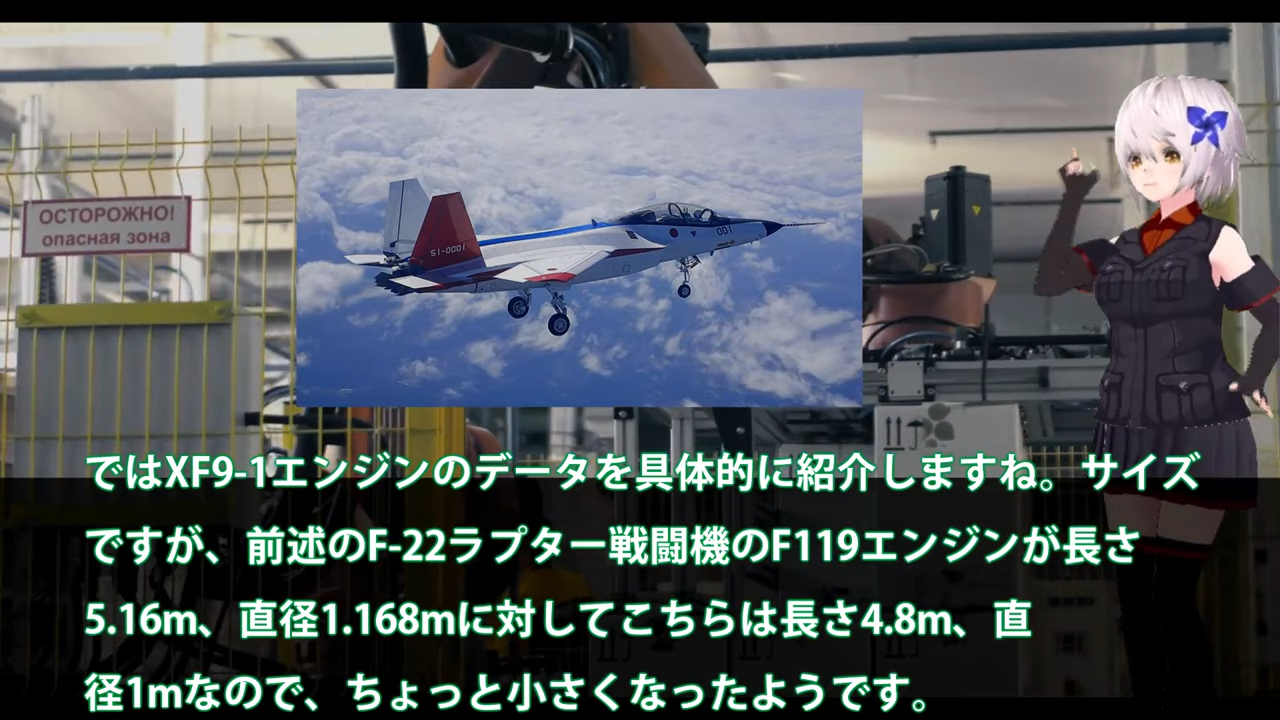 ОСТОРОЖНО!
опасная зона
001
51-0001
ではXF9-1エンジンのデータを具体的に紹介しますね。サイズ
ですが、前述のF-22ラプター戦闘機のF119エンジンが長さ
5.16m、直径1.168mに対してこちらは長さ4.8m、直
径1mなので、ちょっと小さくなったようです。